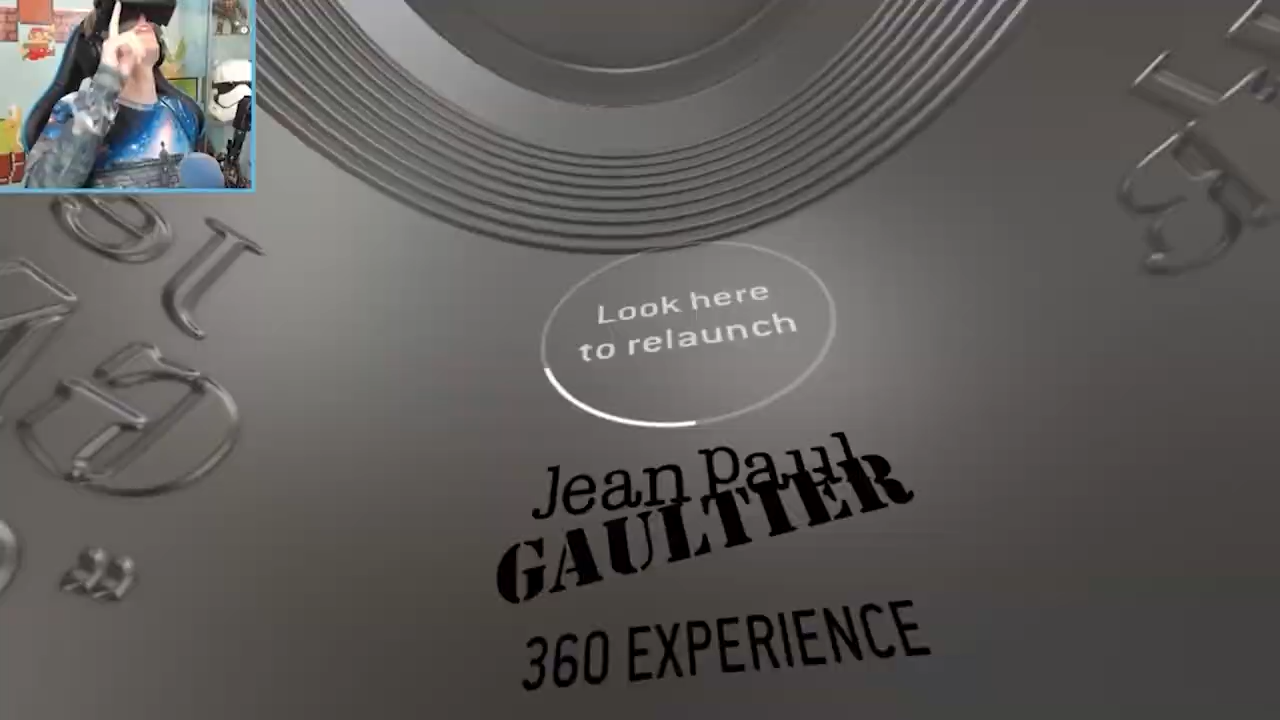 Look here
to relaunch
Jean Paul
GAULTIER
360 EXPERIENCE